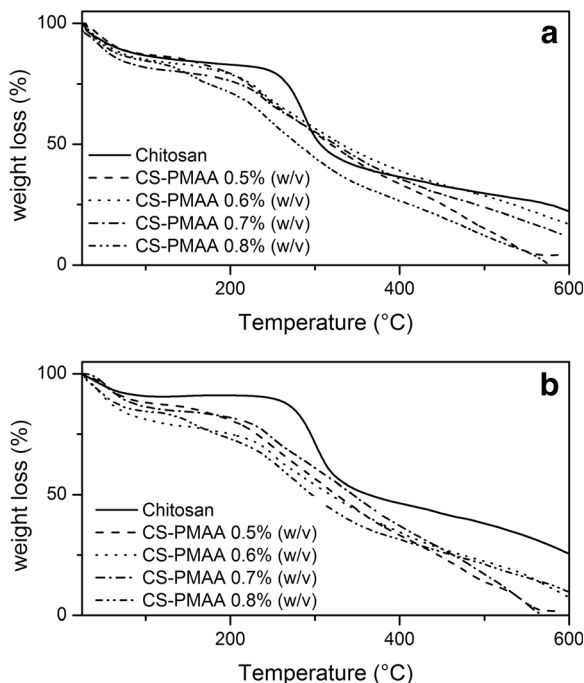 a
100
50
0
weight loss (%)
Chitosan
CS-PMAA 0.5% (w/v)
CS-PMAA 0.6% (w/v)
CS-PMAA 0.7% (w/v)
CS-PMAA 0.8% (w/v)
200
400
600
Temperature (°C)
b
100
50
0
weight loss (%)
Chitosan
CS-PMAA 0.5% (w/v)
CS-PMAA 0.6% (w/v)
CS-PMAA 0.7% (w/v)
CS-PMAA 0.8% (w/v)
200
400
600
Temperature (°C)